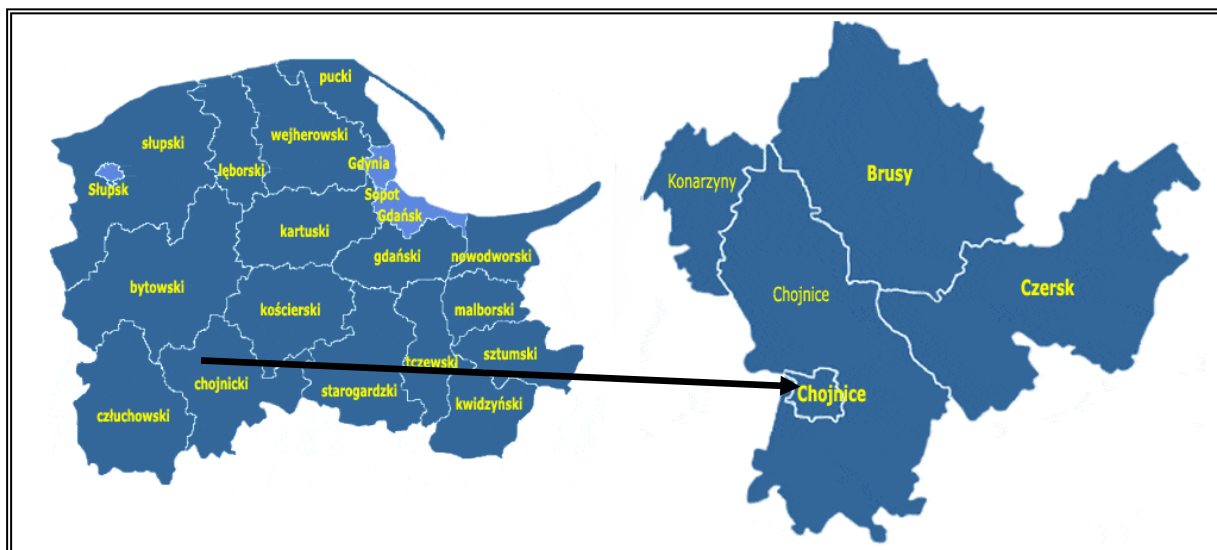 pucki
wejherowski
słupski
Gdynia
lęborski
Słupsk
Sopot
Gdańsk
kartuski
gdański
nowodworski
bytowski
kościerski
malborski
sztumski
tczewski
chojnicki
starogardzki
kwidzyński
człuchowski
Konarzyny
Brusy
Chojnice
Czersk
Chojnice